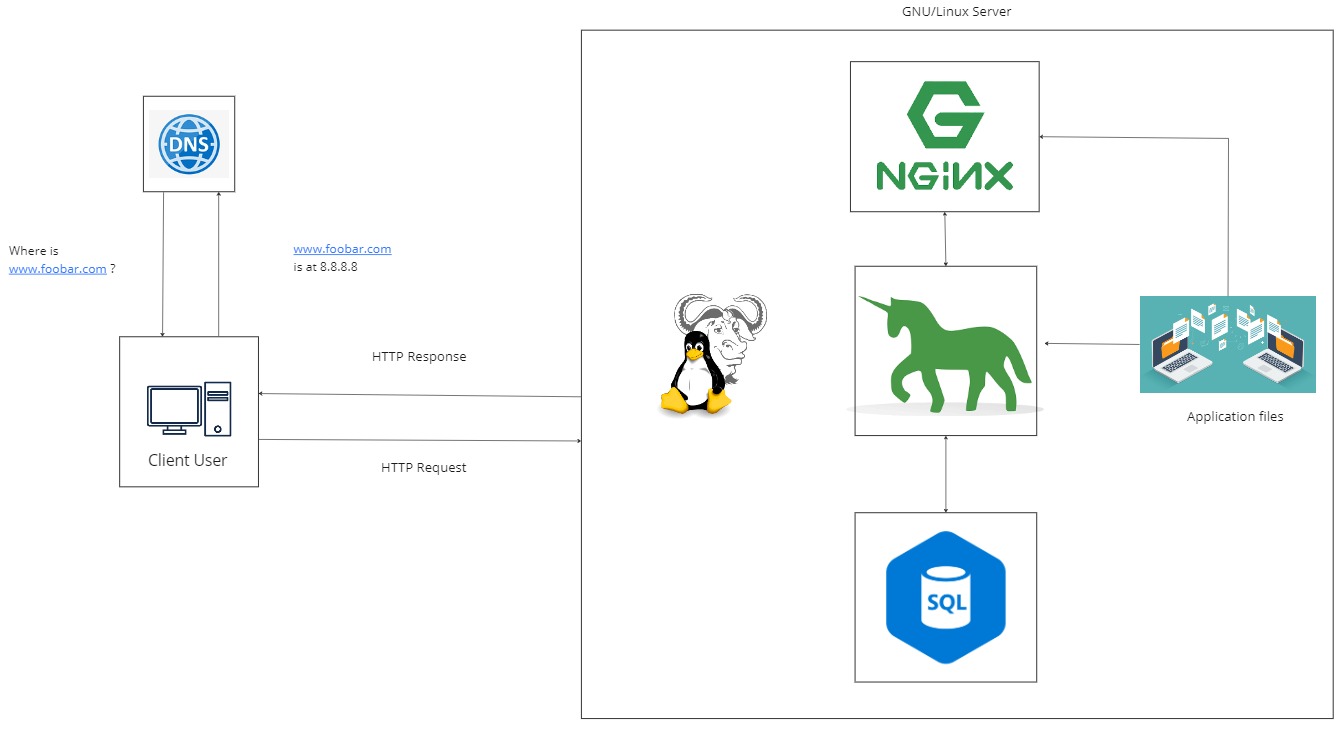 GNU/Linux Server
DNS
NGiNX
Where is
www.foobar.com ?
www.foobar.com
is at 8.8.8.8
HTTP Response
Client User
HTTP Request
Application files
SQL